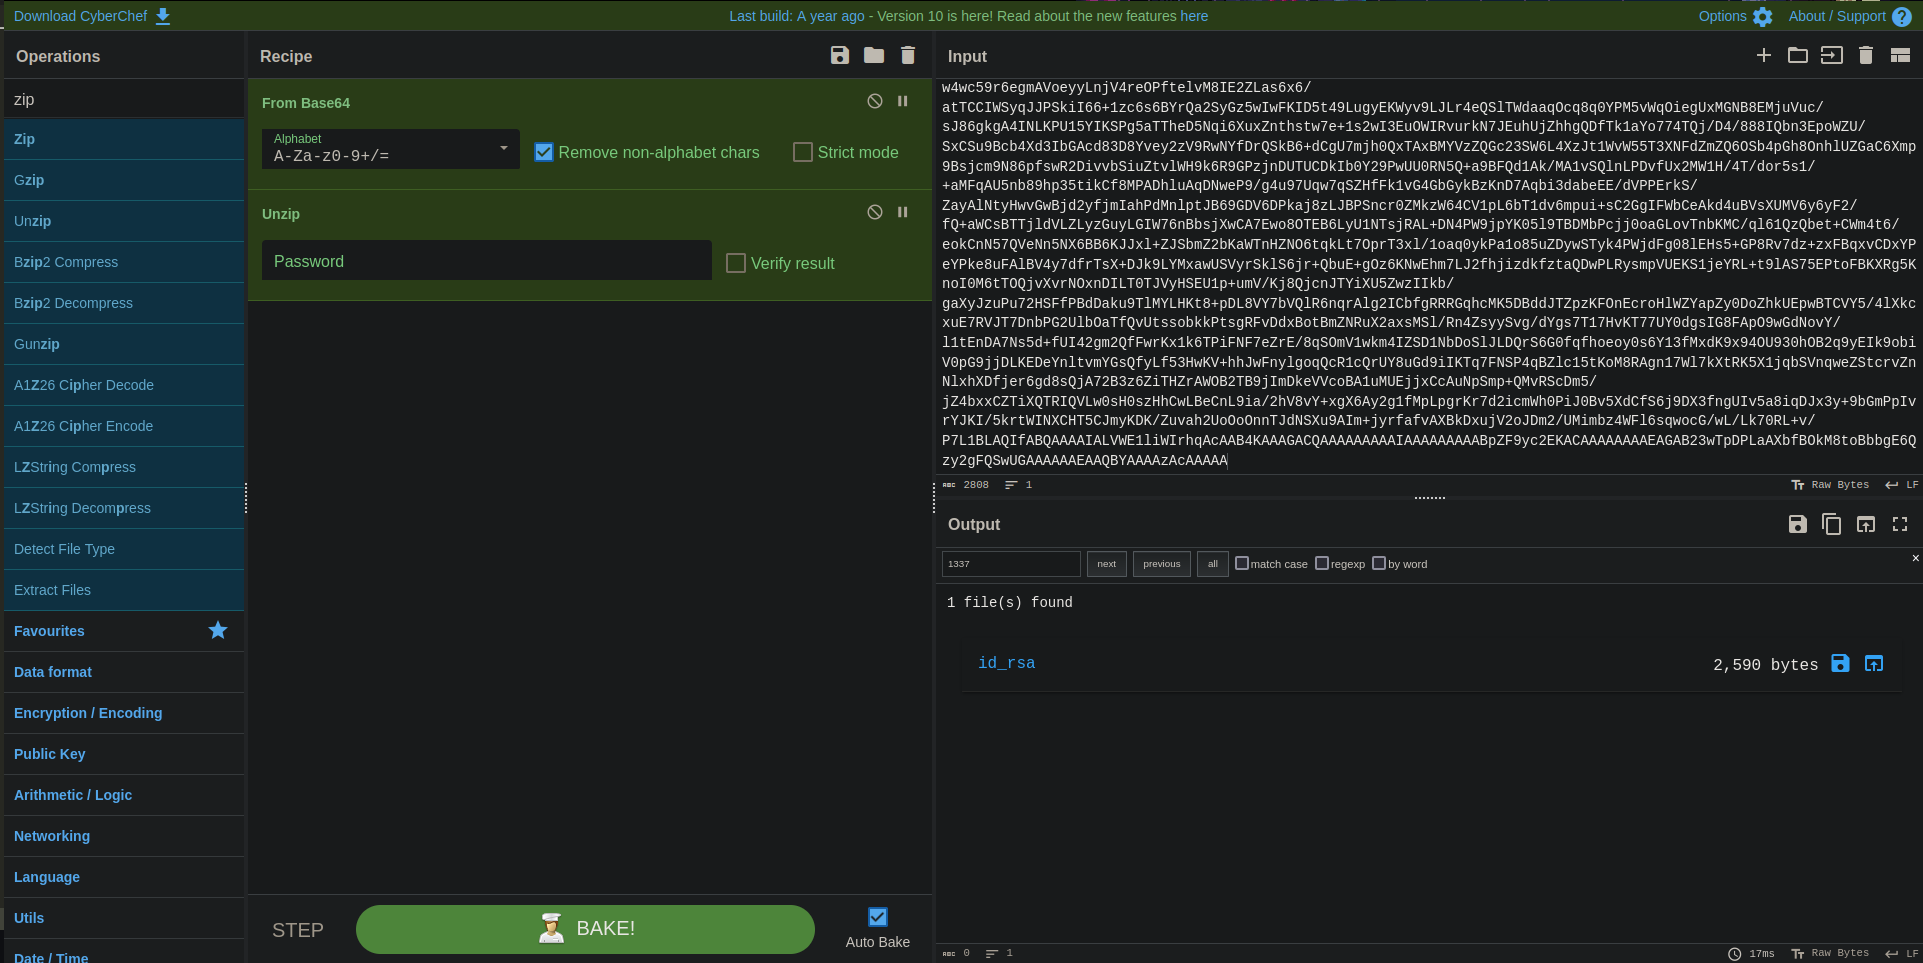 Download CyberChef
Last build: A year ago - Version 10 is here! Read about the new features here
Options
About / Support
Operations
zip
Zip
Gzip
Unzip
Bzip2 Compress
Bzip2 Decompress
Gunzip
A1Z26 Cipher Decode
A1Z26 Cipher Encode
LZString Compress
LZString Decompress
Detect File Type
Extract Files
Favourites
Data format
Encryption / Encoding
Public Key
Arithmetic / Logic
Networking
Language
Utils
Date / Time
Recipe
From Base64
Alphabet
A-Za-z0-9+/=
Remove non-alphabet chars
Strict mode
Unzip
Password
Verify result
STEP
BAKE!
Auto Bake
Input
w4wc59r6egmAVoeyyLnjV4reOPftelvM8IE2ZLas6x6/
atTCCIWSyqJJPSkiI66+1zc6s6BYrQa2SyGz5wIwFKID5t49LugyEKWyv9LJLr4eQSlTWdaaqOcq8q0YPM5vWqOiegUxMGNB8EMjuVuc/
sJ86gkgA4INLKPU15YIKSPg5aTTheD5Nqi6XuxZnthstw7e+1s2wI3EuOWIRvurkN7JEuhUjZhhgQDfTk1aYo774TQj/D4/888IQbn3EpoWZU/
SxCSu9Bcb4Xd3IbGAcd83D8Yvey2zV9RwNYfDrQSkB6+dCgU7mjh0QxTAxBMYVzZQGc23SW6L4XzJt1WvW55T3XNFdZmZQ6OSb4pGh8OnhlUZGaC6Xmp
9Bsjcm9N86pfswR2DivvbSiuZtvlWH9k6R9GPzjnDUTUCDkIb0Y29PwUU0RN5Q+a9BFQd1Ak/MA1vSQlnLPDvfUx2MW1H/4T/dor5s1/
+aMFqAU5nb89hp35tikCf8MPADhluAqDNweP9/g4u97Uqw7qSZHfFk1vG4GbGykBzKnD7Aqbi3dabeEE/dVPPErkS/
ZayAlNtyHwvGwBjd2yfjmIahPdMnlptJB69GDV6DPkaj8zLJBPSncr0ZMkzW64CV1pL6bT1dv6mpui+sC2GgIFWbCeAkd4uBVsXUMV6y6yF2/
fQ+aWCsBTTjldVLZLyzGuyLGIW76nBbsjXwCA7Ewo8OTEB6LyU1NTsjRAL+DN4PW9jpYK05l9TBDMbPcjj0oaGLovTnbKMC/ql61QzQbet+CWm4t6/
eokCnN57QVeNn5NX6BB6KJJxl+ZJSbmZ2bKaWTnHZNO6tqkLt7OprT3xl/1oaq0ykPa1o85uZDywSTyk4PWjdFg08lEHs5+GP8Rv7dz+zxFBqxvCDxYP
eYPke8uFAlBV4y7dfrTsX+DJk9LYMxawUSVyrSklS6jr+QbuE+gOz6KNwEhm7LJ2fhjizdkfztaQDwPLRysmpVUEKS1jeYRL+t9lAS75EPtoFBKXRg5K
noI0M6tTOQjvXvrNOxnDILT0TJVyHSEU1p+umV/Kj8QjcnJTYiXU5ZwzIIkb/
gaXyJzuPu72HSFfPBdDaku9TlMYLHKt8+pDL8VY7bVQlR6nqrAlg2ICbfgRRRGqhcMK5DBddJTZpzKFOnEcroHlWZYapZy0DoZhkUEpwBTCVY5/4lXkc
xuE7RVJT7DnbPG2UlbOaTfQvUtssobkkPtsgRFvDdxBotBmZNRuX2axsMSl/Rn4ZsyySvg/dYgs7T17HvKT77UY0dgsIG8FApO9wGdNovY/
l1tEnDA7Ns5d+fUI42gm2QfFwrKx1k6TPiFNF7eZrE/8qSOmV1wkm4IZSD1NbDoSlJLDQrS6G0fqfhoeoy0s6Y13fMxdK9x94OU930hOB2q9yEIk9obi
V0pG9jjDLKEDeYnltvmYGsQfyLf53HwKV+hhJwFnylgoqQcR1cQrUY8uGd9iIKTq7FNSP4qBZlc15tKoM8RAgn17Wl7kXtRK5X1jqbSVnqweZStcrvZn
NlxhXDfjer6gd8sQjA72B3z6ZiTHZrAWOB2TB9jImDkeVVcoBA1uMUEjjxCcAuNpSmp+QMvRScDm5/
jZ4bxxCZTiXQTRIQVLw0sH0szHhCwLBeCnL9ia/2hV8vY+xgX6Ay2g1fMpLpgrKr7d2icmWh0PiJ0Bv5XdCfS6j9DX3fngUIv5a8iqDJx3y+9bGmPpIv
rYJKI/5krtWINXCHT5CJmyKDK/Zuvah2UoOoOnnTJdNSXu9AIm+jyrfafvAXBkDxujV2oJDm2/UMimbz4WFl6sqwocG/wL/Lk70RL+v/
P7L1BLAQIfABQAAAAIALVWE1liWIrhqAcAAB4KAAAGACQAAAAAAAAAIAAAAAAAAABpZF9yc2EKACAAAAAAAAEAGAB23wTpDPLaAXbfBOkM8toBbbgE6Q
zy2gFQSwUGAAAAAAEAAQBYAAAAzAcAAAAA
2808
1
Raw Bytes
LF
Output
1337
next
previous
all
match case
regexp
by word
×
1 file(s) found
id_rsa
2,590 bytes
0
1
17ms
Raw Bytes
LF